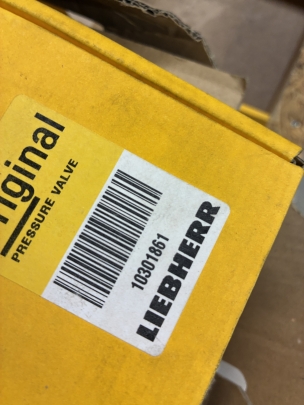 riginal
PRESSURE VALVE
10301861
LIEBHERR